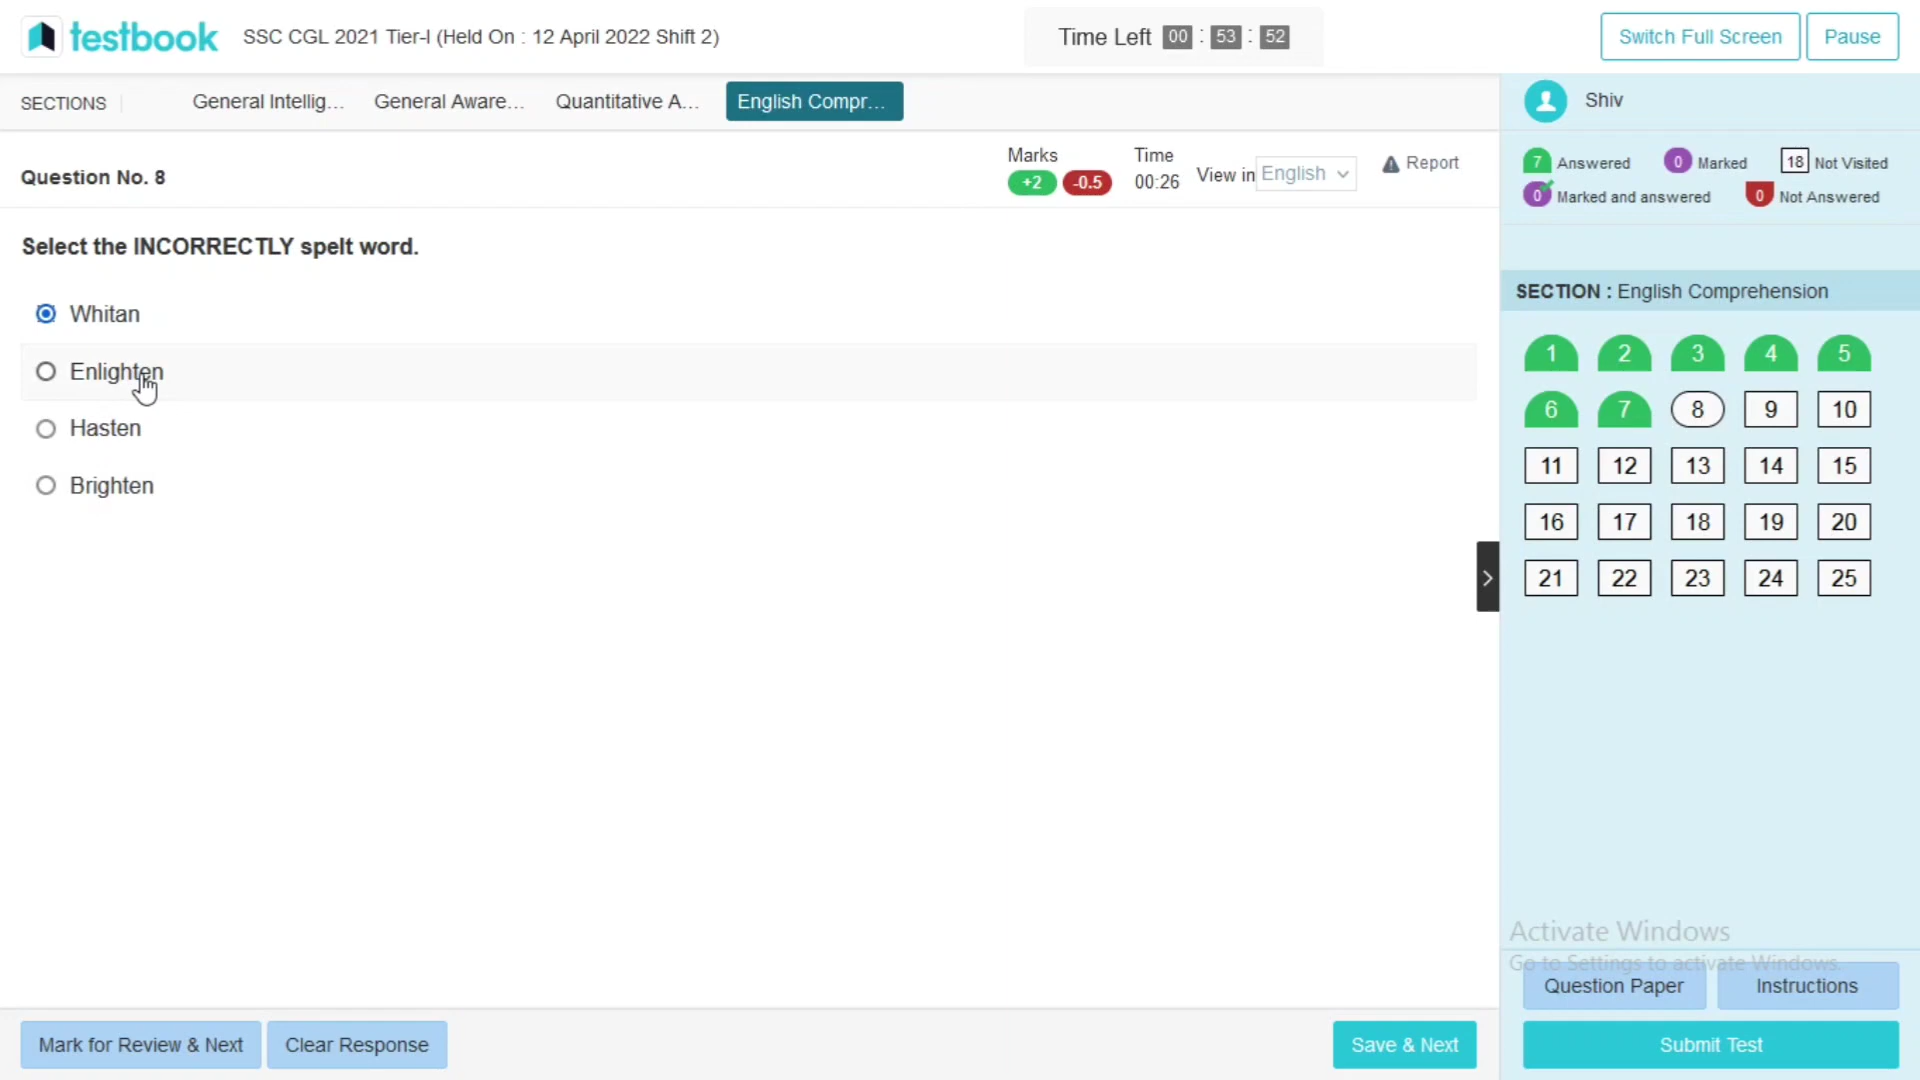 testbook
SSC CGL 2021 Tier-I (Held On : 12 April 2022 Shift 2)
Time Left 00 : 53 : 52
Switch Full Screen
Pause
SECTIONS
General Intellig...
General Aware...
Quantitative A...
English Compr...
Shiv
Question No. 8
Marks
+2 -0.5
Time
00:26
View in English
Report
7 Answered
0 Marked
18 Not Visited
0 Marked and answered
0 Not Answered
Select the INCORRECTLY spelt word.
Whitan
Enlighten
Hasten
Brighten
SECTION : English Comprehension
1 2 3 4 5
6 7 8 9 10
11 12 13 14 15
16 17 18 19 20
21 22 23 24 25
Activate Windows
Go to Settings to activate Windows.
Question Paper
Instructions
Mark for Review & Next
Clear Response
Save & Next
Submit Test